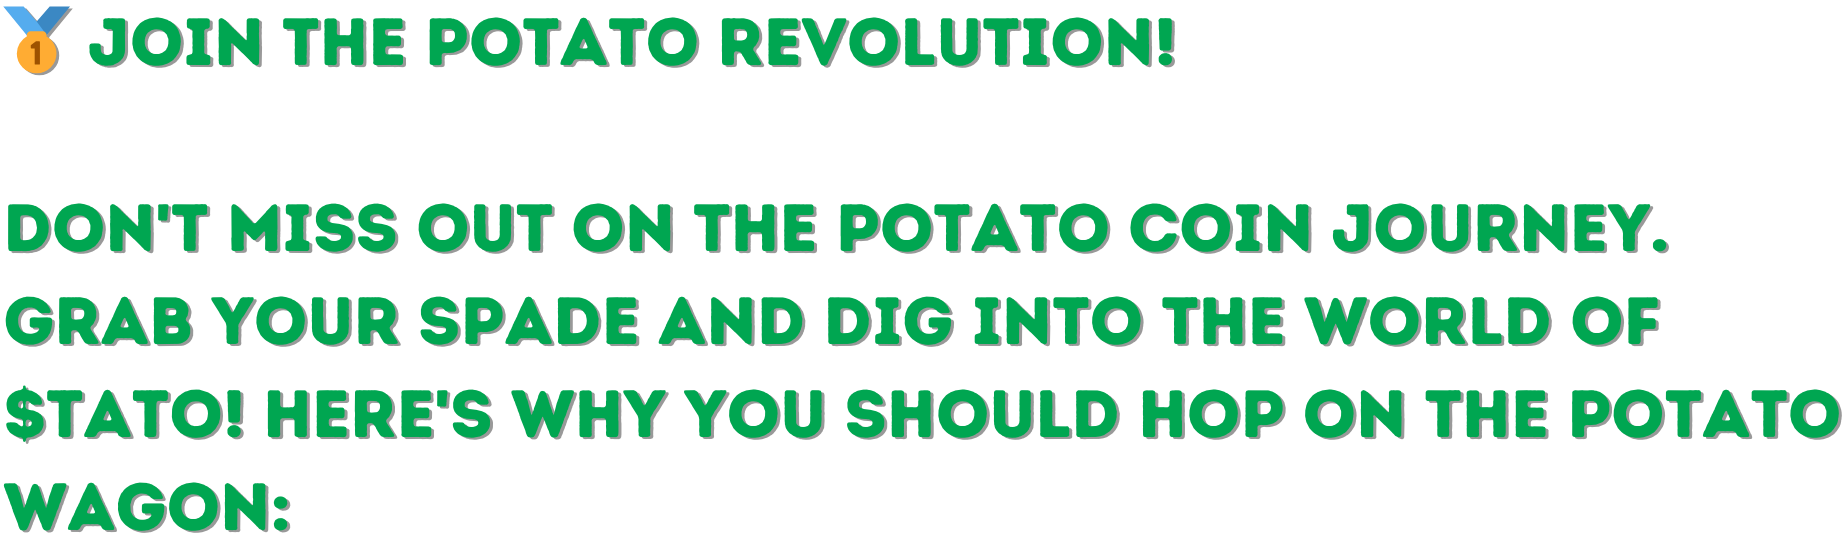 🥇 JOIN THE POTATO REVOLUTION!
DON'T MISS OUT ON THE POTATO COIN JOURNEY.
GRAB YOUR SPADE AND DIG INTO THE WORLD OF
$TATO! HERE'S WHY YOU SHOULD HOP ON THE POTATO
WAGON: